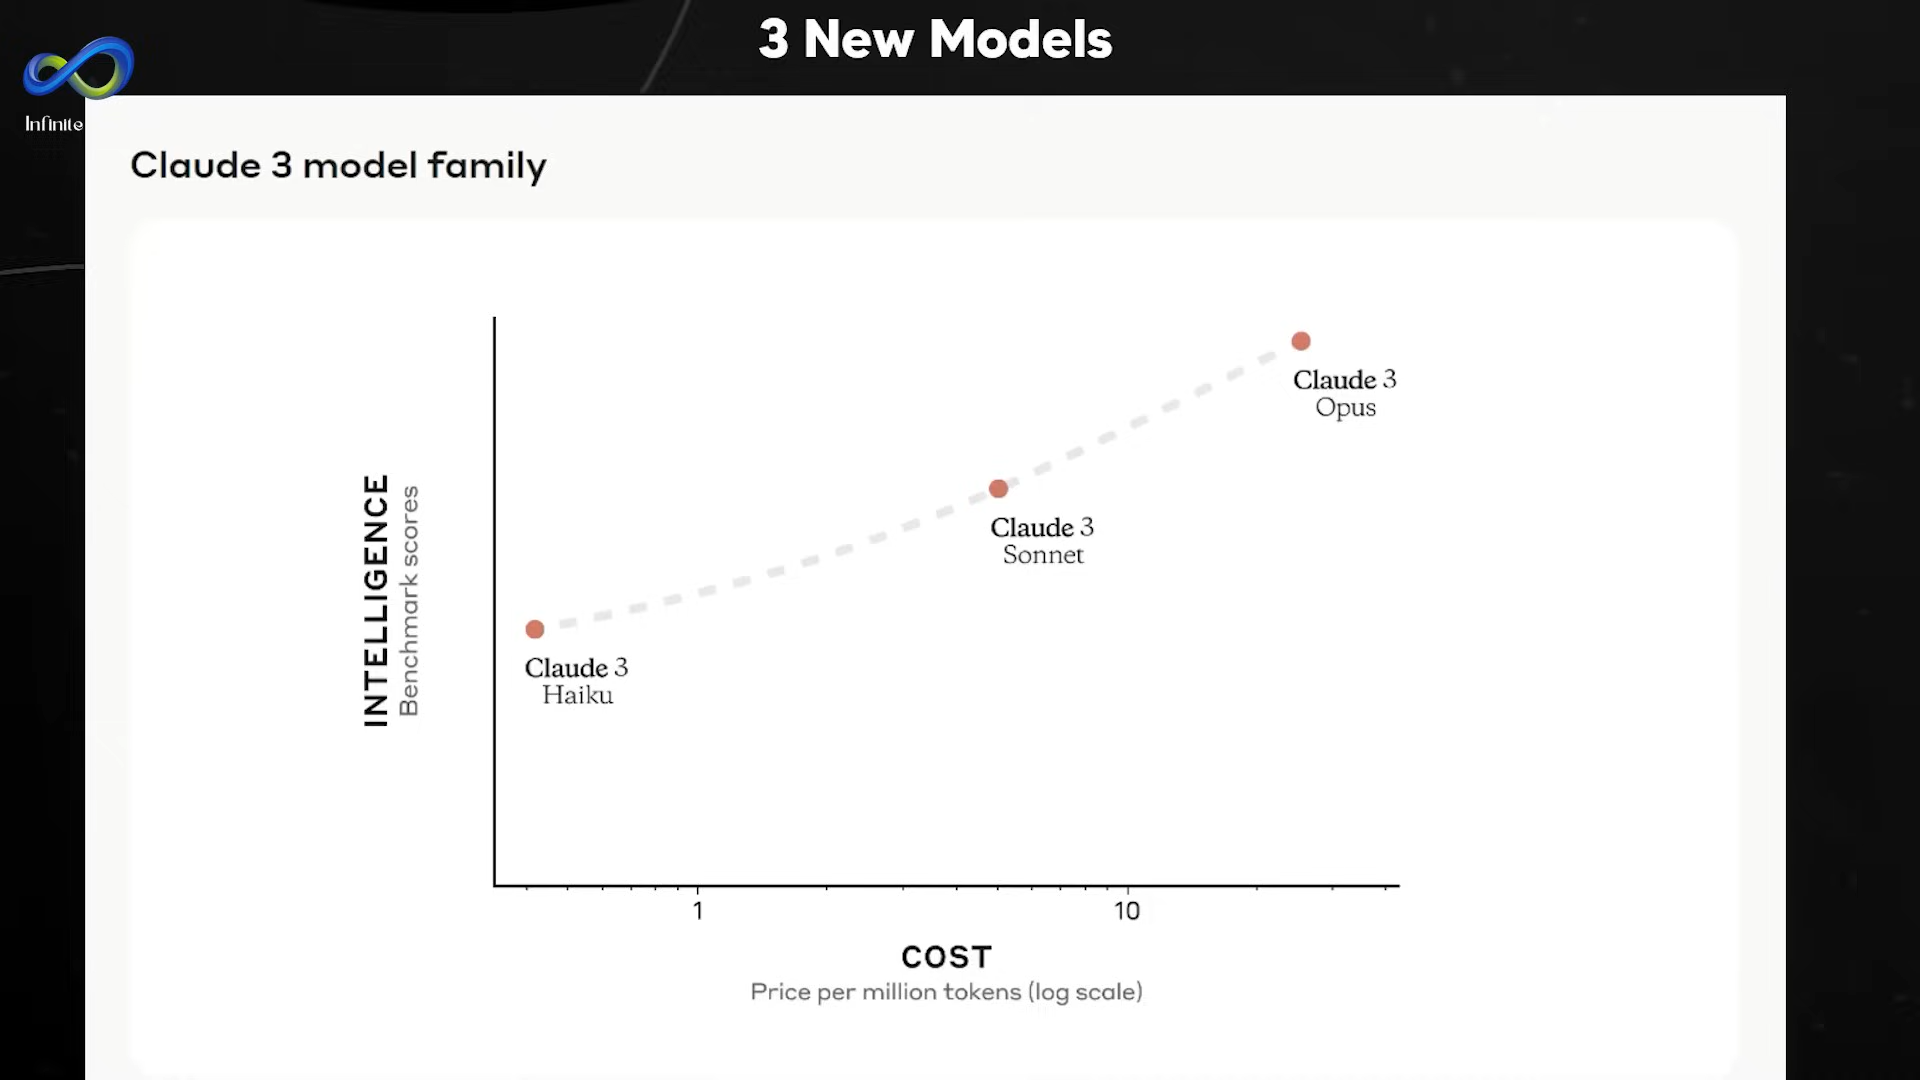 3 New Models
Infinite
Claude 3 model family
INTELLIGENCE
Benchmark scores
Claude 3
Opus
Claude 3
Sonnet
Claude 3
Haiku
1
10
COST
Price per million tokens (log scale)